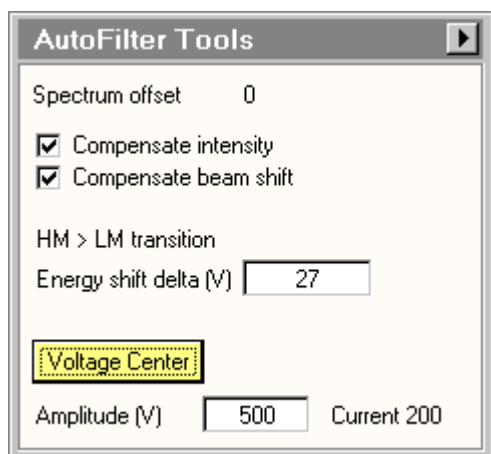 AutoFilter Tools
Spectrum offset 0
Compensate intensity
Compensate beam shift
HM > LM transition
Energy shift delta (V) 27
Voltage Center
Amplitude (V) 500 Current 200